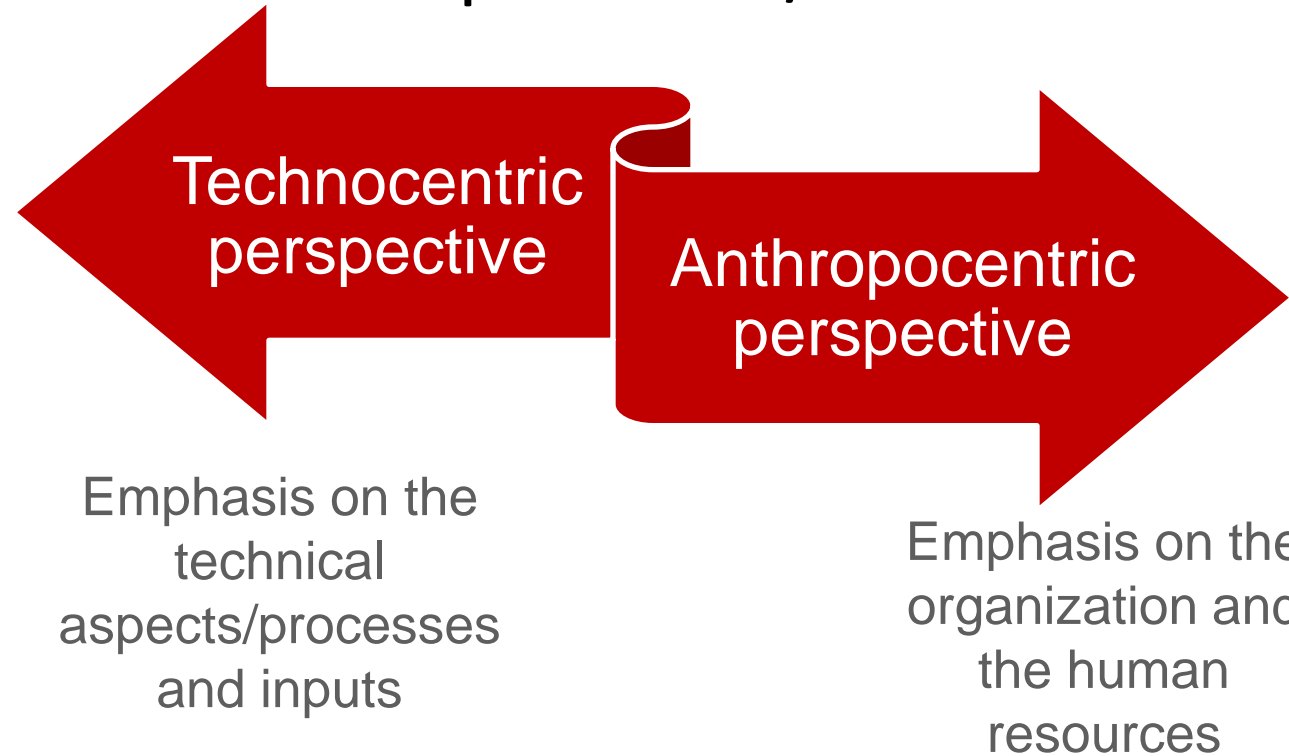 Technocentric
perspective
Anthropocentric
perspective
Emphasis on the
technical
aspects/processes
and inputs
Emphasis on the
organization and
the human
resources